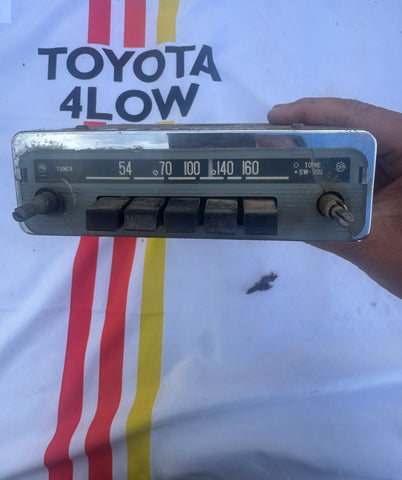 TOYOTA
4LOW
TUNER 54 70 100 140 160 TONE
SW-VOL